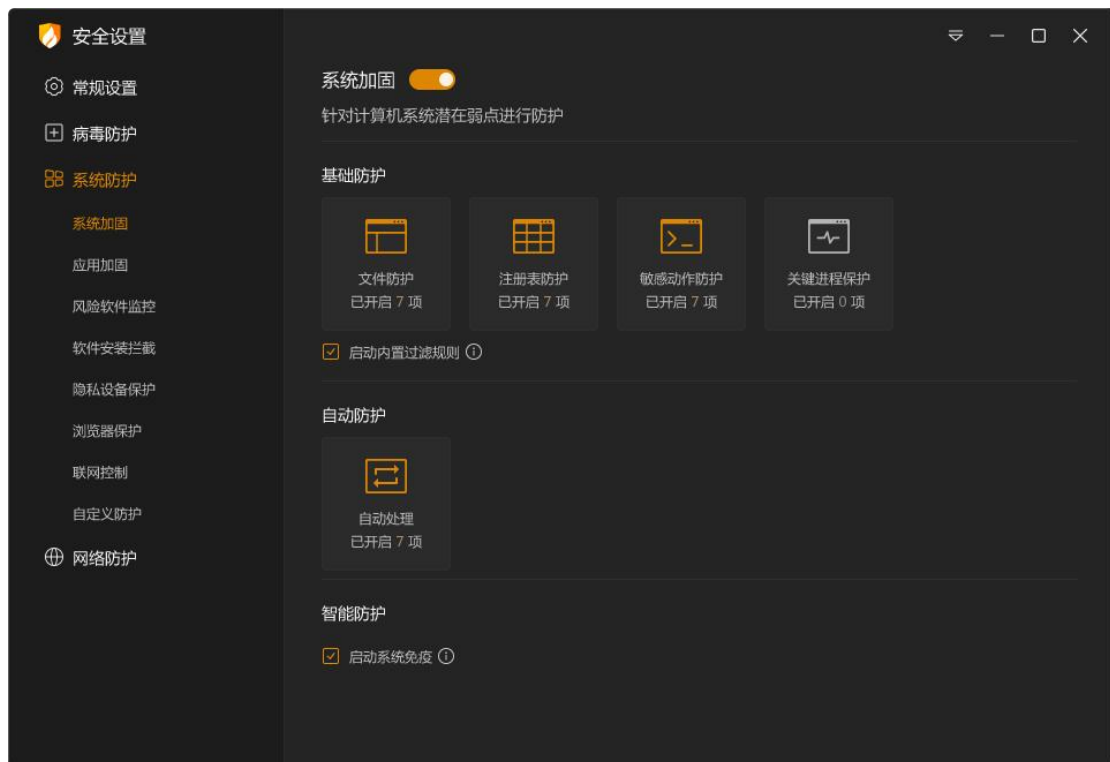 安全设置
常规设置
病毒防护
系统防护
系统加固
应用加固
风险软件监控
软件安装拦截
隐私设备保护
浏览器保护
联网控制
自定义防护
网络防护
系统加固
针对计算机系统潜在弱点进行防护
基础防护
文件防护
已开启 7 项
注册表防护
已开启 7 项
敏感动作防护
已开启 7 项
关键进程保护
已开启 0 项
启动内置过滤规则
自动防护
自动处理
已开启 7 项
智能防护
启动系统免疫